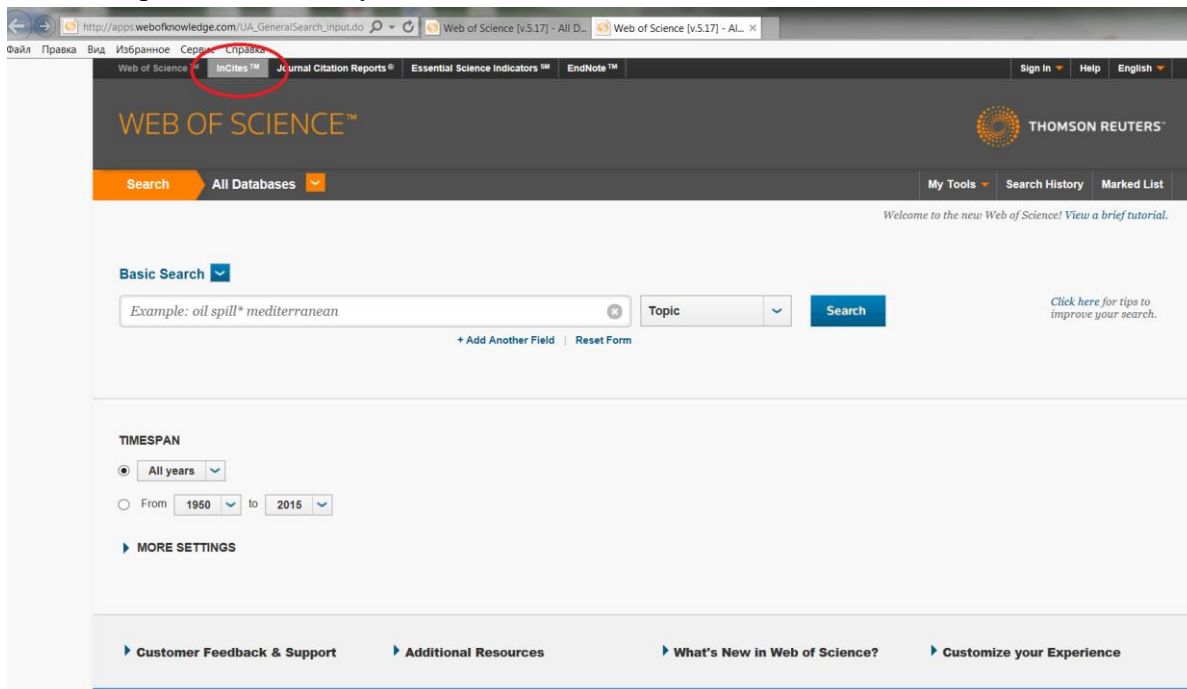 http://apps.webofknowledge.com/UA_GeneralSearch_input.do Web of Science [v.5.17] - All D... Web of Science [v.5.17] - AL...
Файл Правка Вид Избранное Сервис Справка
Web of Science™ InCites™ Journal Citation Reports® Essential Science Indicators℠ EndNote™ Sign In Help English
WEB OF SCIENCE™ THOMSON REUTERS™
Search All Databases My Tools Search History Marked List
Welcome to the new Web of Science! View a brief tutorial.
Basic Search
Example: oil spill* mediterranean Topic Search Click here for tips to
improve your search.
+ Add Another Field | Reset Form
TIMESPAN
All years
From 1950 to 2015
MORE SETTINGS
Customer Feedback & Support Additional Resources What's New in Web of Science? Customize your Experience